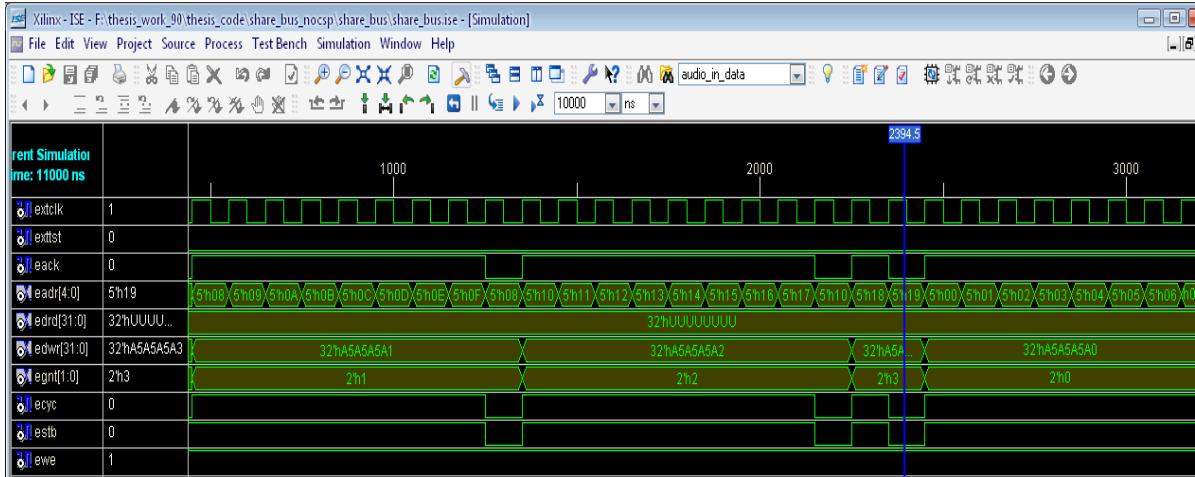 Xilinx - ISE - F:\thesis_work_90\thesis_code\share_bus_nocsp\share_bus\share_bus.ise - [Simulation]
File Edit View Project Source Process Test Bench Simulation Window Help
audio_in_data
10000 ns
2394.5
rent Simulation
ime: 11000 ns
1000 2000 3000
extclk 1
exttst 0
eack 0
eadr[4:0] 5'h19 5'h08 5'h09 5'h0A 5'h0B 5'h0C 5'h0D 5'h0E 5'h0F 5'h08 5'h10 5'h11 5'h12 5'h13 5'h14 5'h15 5'h16 5'h17 5'h10 5'h18 5'h19 5'h00 5'h01 5'h02 5'h03 5'h04 5'h05 5'h06 h0
edrd[31:0] 32'hUUUU... 32'hUUUUUUUU
edwr[31:0] 32'hA5A5A5A3 32'hA5A5A5A1 32'hA5A5A5A2 32'hA5A... 32'hA5A5A5A0
egnt[1:0] 2'h3 2'h1 2'h2 2'h3 2'h0
ecyc 0
estb 0
ewe 1